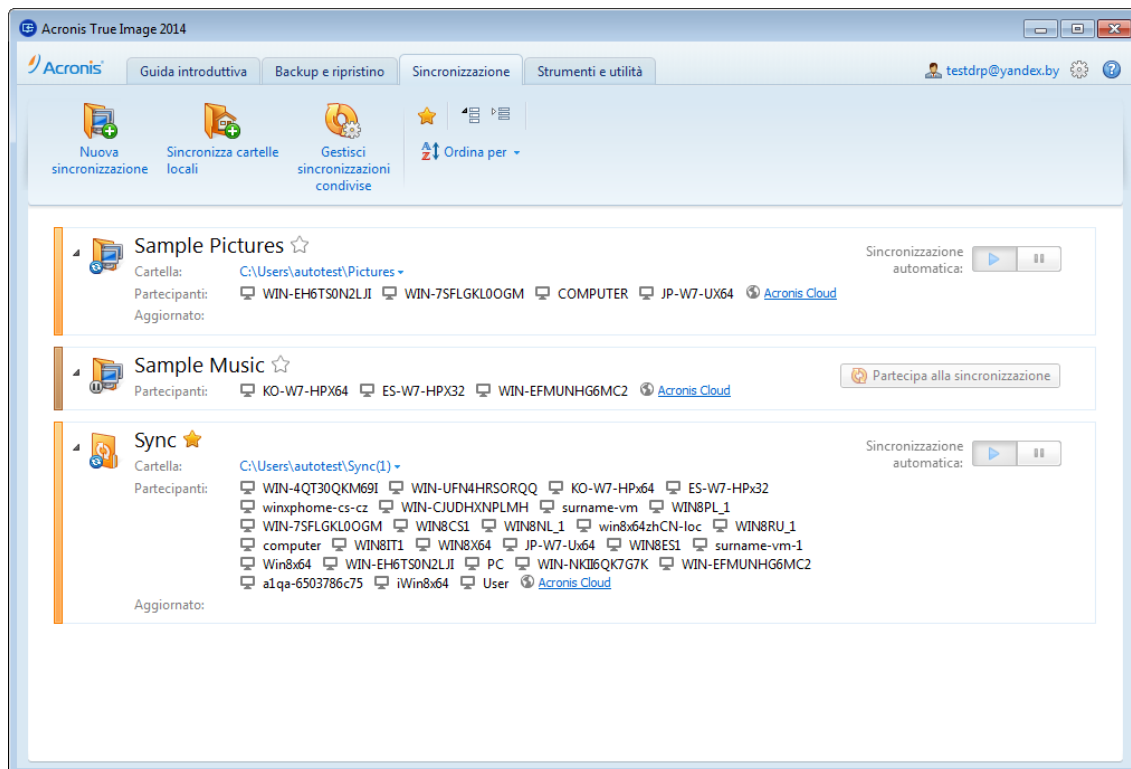 Acronis True Image 2014
Acronis
Guida introduttiva
Backup e ripristino
Sincronizzazione
Strumenti e utilità
testdrp@yandex.by
Nuova sincronizzazione
Sincronizza cartelle locali
Gestisci sincronizzazioni condivise
Ordina per
Sample Pictures
Sincronizzazione automatica:
Cartella: C:\Users\autotest\Pictures
Partecipanti: WIN-EH6TS0N2LJI WIN-7SFLGKL0OGM COMPUTER JP-W7-UX64 Acronis Cloud
Aggiornato:
Sample Music
Partecipa alla sincronizzazione
Partecipanti: KO-W7-HPX64 ES-W7-HPX32 WIN-EFMUNHG6MC2 Acronis Cloud
Sync
Sincronizzazione automatica:
Cartella: C:\Users\autotest\Sync(1)
Partecipanti: WIN-4QT30QKM69I WIN-UFN4HRSORQQ KO-W7-HPx64 ES-W7-HPx32
winxphome-cs-cz WIN-CJUDHXNPLMH surname-vm WIN8PL_1
WIN-7SFLGKL0OGM WIN8CS1 WIN8NL_1 win8x64zhCN-loc WIN8RU_1
computer WIN8IT1 WIN8X64 JP-W7-Ux64 WIN8ES1 surname-vm-1
Win8x64 WIN-EH6TS0N2LJI PC WIN-NKII6QK7G7K WIN-EFMUNHG6MC2
a1qa-6503786c75 iWin8x64 User Acronis Cloud
Aggiornato: